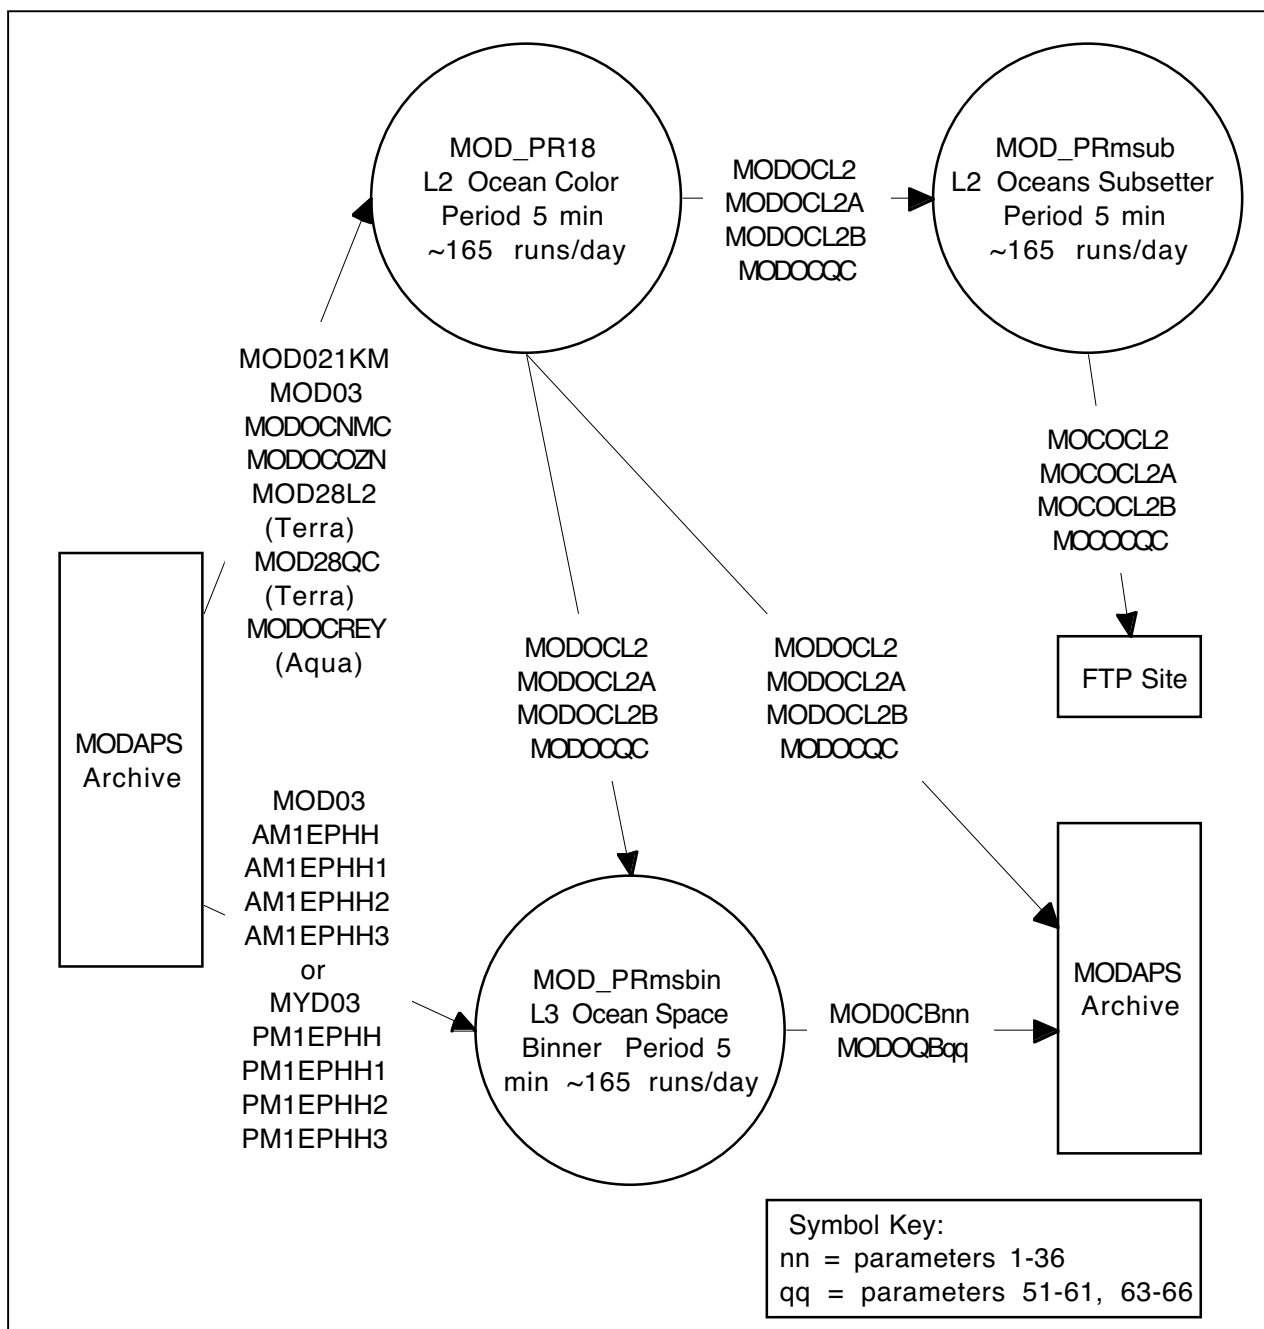 MOD_PR18
L2 Ocean Color
Period 5 min
~165 runs/day
MODOCL2
MODOCL2A
MODOCL2B
MODOCQC
MOD_PRmsub
L2 Oceans Subsetter
Period 5 min
~165 runs/day
MOD021KM
MOD03
MODOCNMC
MODOCOZN
MOD28L2
(Terra)
MOD28QC
(Terra)
MODOCREY
(Aqua)
MOCOCL2
MOCOCL2A
MOCOCL2B
MOCOCQC
FTP Site
MODAPS
Archive
MODOCL2
MODOCL2A
MODOCL2B
MODOCQC
MODOCL2
MODOCL2A
MODOCL2B
MODOCQC
MOD03
AM1EPHH
AM1EPHH1
AM1EPHH2
AM1EPHH3
or
MYD03
PM1EPHH
PM1EPHH1
PM1EPHH2
PM1EPHH3
MOD_PRmsbin
L3 Ocean Space
Binner Period 5
min ~165 runs/day
MOD0CBnn
MODOQBqq
MODAPS
Archive
Symbol Key:
nn = parameters 1-36
qq = parameters 51-61, 63-66